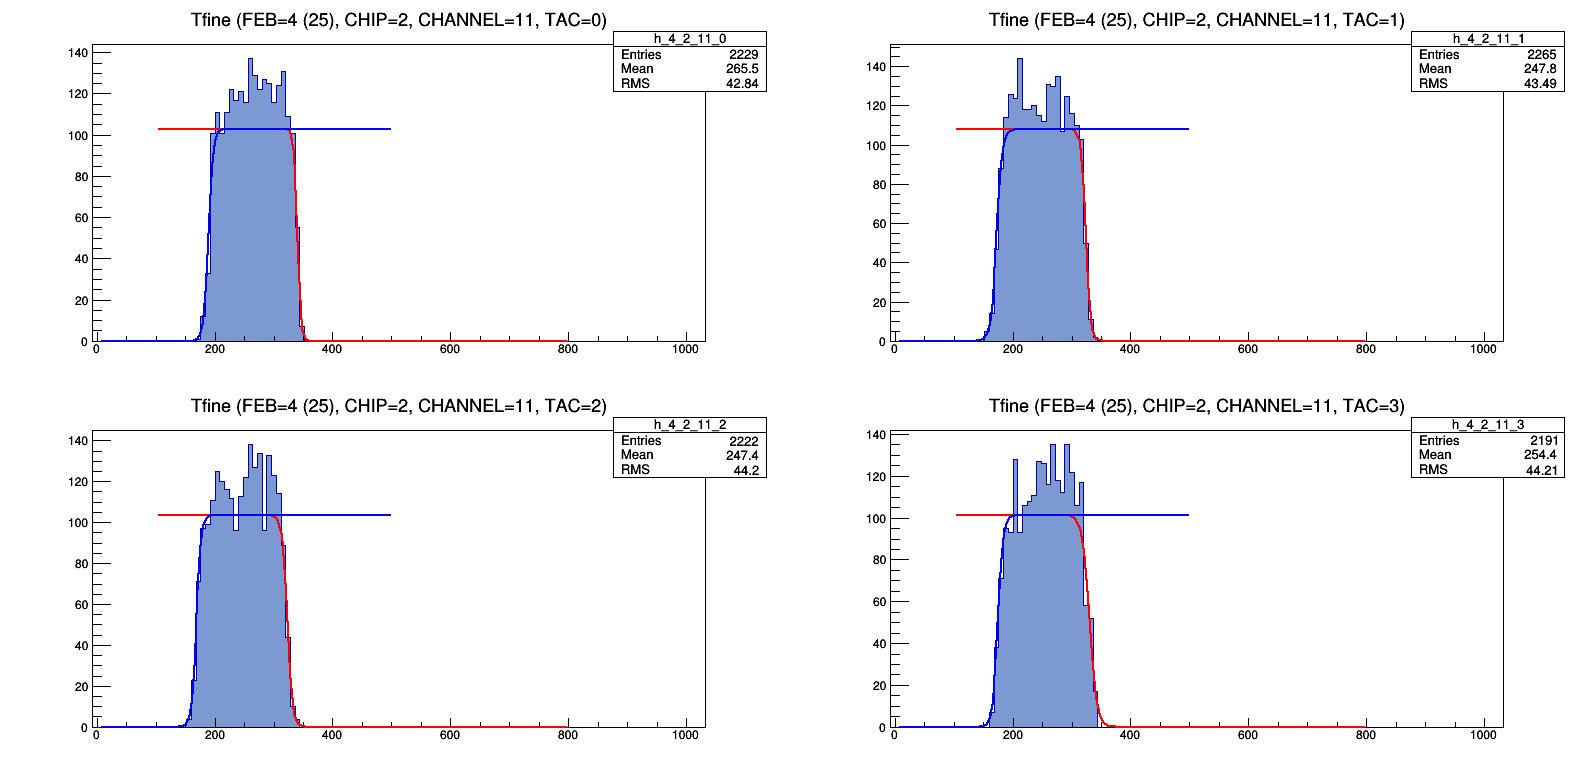 Tfine (FEB=4 (25), CHIP=2, CHANNEL=11, TAC=0)
h_4_2_11_0
Entries 2229
Mean 265.5
RMS 42.84
140
120
100
80
60
40
20
0
0 200 400 600 800 1000
Tfine (FEB=4 (25), CHIP=2, CHANNEL=11, TAC=1)
h_4_2_11_1
Entries 2265
Mean 247.8
RMS 43.49
140
120
100
80
60
40
20
0
0 200 400 600 800 1000
Tfine (FEB=4 (25), CHIP=2, CHANNEL=11, TAC=2)
h_4_2_11_2
Entries 2222
Mean 247.4
RMS 44.2
140
120
100
80
60
40
20
0
0 200 400 600 800 1000
Tfine (FEB=4 (25), CHIP=2, CHANNEL=11, TAC=3)
h_4_2_11_3
Entries 2191
Mean 254.4
RMS 44.21
140
120
100
80
60
40
20
0
0 200 400 600 800 1000